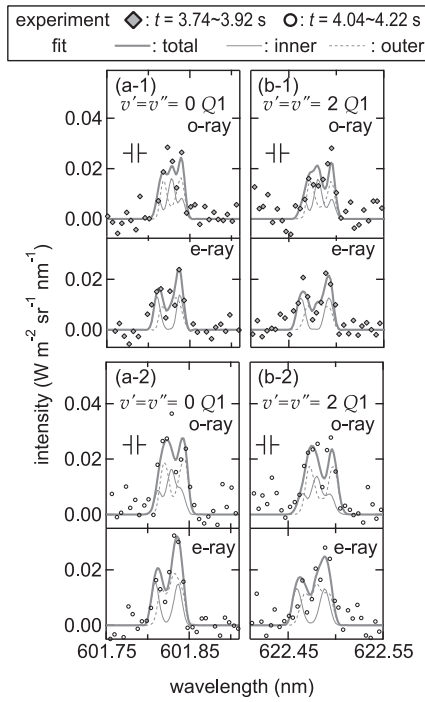 experiment ◆ : t = 3.74~3.92 s ○ : t = 4.04~4.22 s
fit — : total — : inner ---- : outer
(a-1) (b-1)
v' = v'' = 0 Q1 v' = v'' = 2 Q1
o-ray o-ray
0.04
0.02
0.00
e-ray e-ray
0.02
0.00
(a-2) (b-2)
v' = v'' = 0 Q1 v' = v'' = 2 Q1
o-ray o-ray
0.04
0.02
0.00
e-ray e-ray
0.02
0.00
intensity (W m⁻² sr⁻¹ nm⁻¹)
601.75 601.85 622.45 622.55
wavelength (nm)